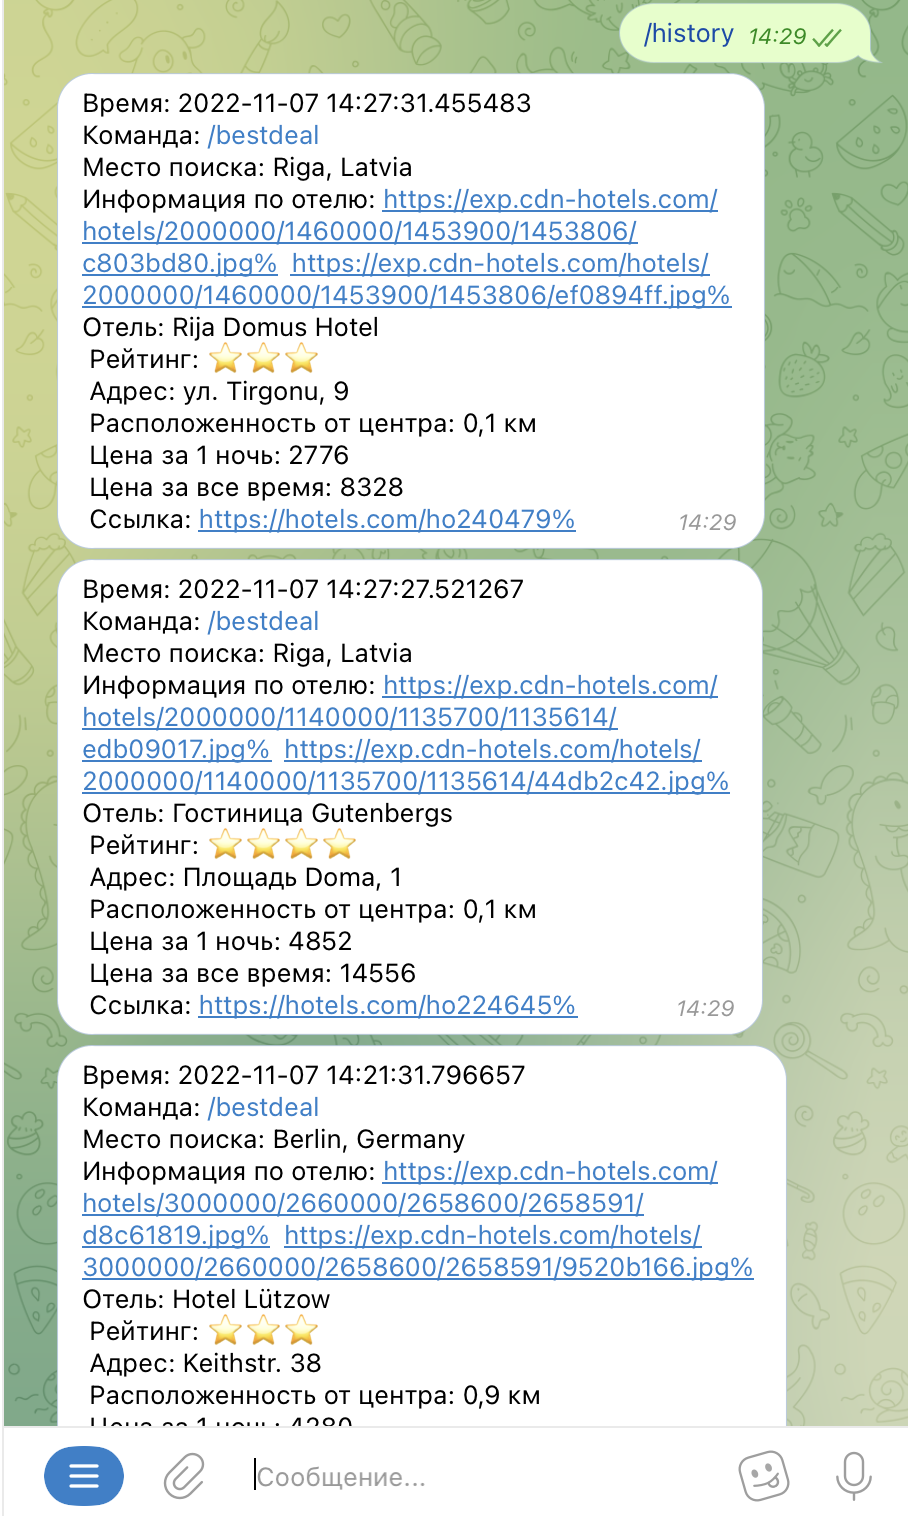 /history 14:29
Время: 2022-11-07 14:27:31.455483
Команда: /bestdeal
Место поиска: Riga, Latvia
Информация по отелю: https://exp.cdn-hotels.com/
hotels/2000000/1460000/1453900/1453806/
c803bd80.jpg% https://exp.cdn-hotels.com/hotels/
2000000/1460000/1453900/1453806/ef0894ff.jpg%
Отель: Rija Domus Hotel
Рейтинг: ⭐⭐⭐
Адрес: ул. Tirgonu, 9
Расположенность от центра: 0,1 км
Цена за 1 ночь: 2776
Цена за все время: 8328
Ссылка: https://hotels.com/ho240479% 14:29
Время: 2022-11-07 14:27:27.521267
Команда: /bestdeal
Место поиска: Riga, Latvia
Информация по отелю: https://exp.cdn-hotels.com/
hotels/2000000/1140000/1135700/1135614/
edb09017.jpg% https://exp.cdn-hotels.com/hotels/
2000000/1140000/1135700/1135614/44db2c42.jpg%
Отель: Гостиница Gutenbergs
Рейтинг: ⭐⭐⭐⭐
Адрес: Площадь Doma, 1
Расположенность от центра: 0,1 км
Цена за 1 ночь: 4852
Цена за все время: 14556
Ссылка: https://hotels.com/ho224645% 14:29
Время: 2022-11-07 14:21:31.796657
Команда: /bestdeal
Место поиска: Berlin, Germany
Информация по отелю: https://exp.cdn-hotels.com/
hotels/3000000/2660000/2658600/2658591/
d8c61819.jpg% https://exp.cdn-hotels.com/hotels/
3000000/2660000/2658600/2658591/9520b166.jpg%
Отель: Hotel Lützow
Рейтинг: ⭐⭐⭐
Адрес: Keithstr. 38
Расположенность от центра: 0,9 км
Цена за 1 ночь: 4280
Сообщение...